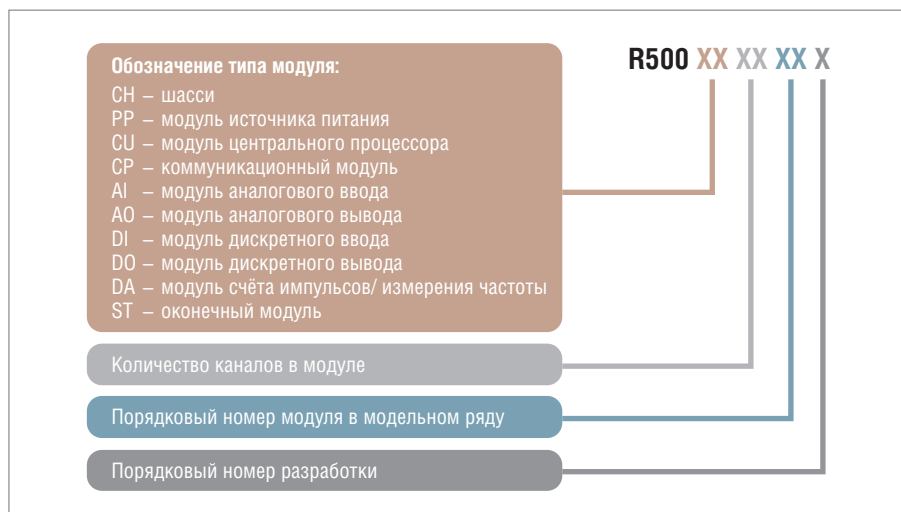 R500 XX XX XX X
Обозначение типа модуля:
CH – шасси
PP – модуль источника питания
CU – модуль центрального процессора
CP – коммуникационный модуль
AI – модуль аналогового ввода
AO – модуль аналогового вывода
DI – модуль дискретного ввода
DO – модуль дискретного вывода
DA – модуль счёта импульсов/ измерения частоты
ST – оконечный модуль
Количество каналов в модуле
Порядковый номер модуля в модельном ряду
Порядковый номер разработки